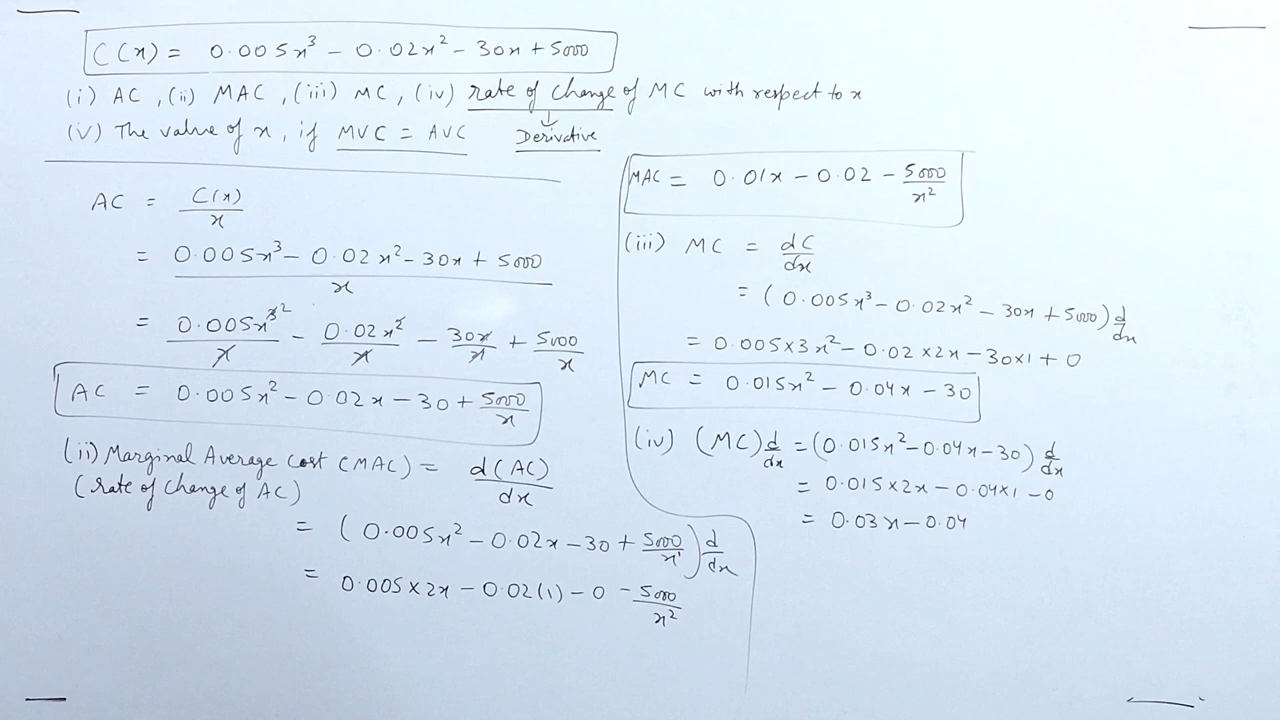 C(x) = 0.005x³ - 0.02x² - 30x + 5000
(i) AC, (ii) MAC, (iii) MC, (iv) rate of change of MC with respect to x
↓
(v) The value of x, if MVC = AVC Derivative
AC = C(x)/x
= (0.005x³ - 0.02x² - 30x + 5000)/x
= 0.005x³²/x - 0.02x²/x - 30x/x + 5000/x
AC = 0.005x² - 0.02x - 30 + 5000/x
(ii) Marginal Average Cost (MAC) = d(AC)/dx
(rate of change of AC)
= (0.005x² - 0.02x - 30 + 5000/x¹) d/dx
= 0.005×2x - 0.02(1) - 0 - 5000/x²
MAC = 0.01x - 0.02 - 5000/x²
(iii) MC = dC/dx
= (0.005x³ - 0.02x² - 30x + 5000) d/dx
= 0.005×3x² - 0.02×2x - 30×1 + 0
MC = 0.015x² - 0.04x - 30
(iv) (MC) d/dx = (0.015x² - 0.04x - 30) d/dx
= 0.015×2x - 0.04×1 - 0
= 0.03x - 0.04